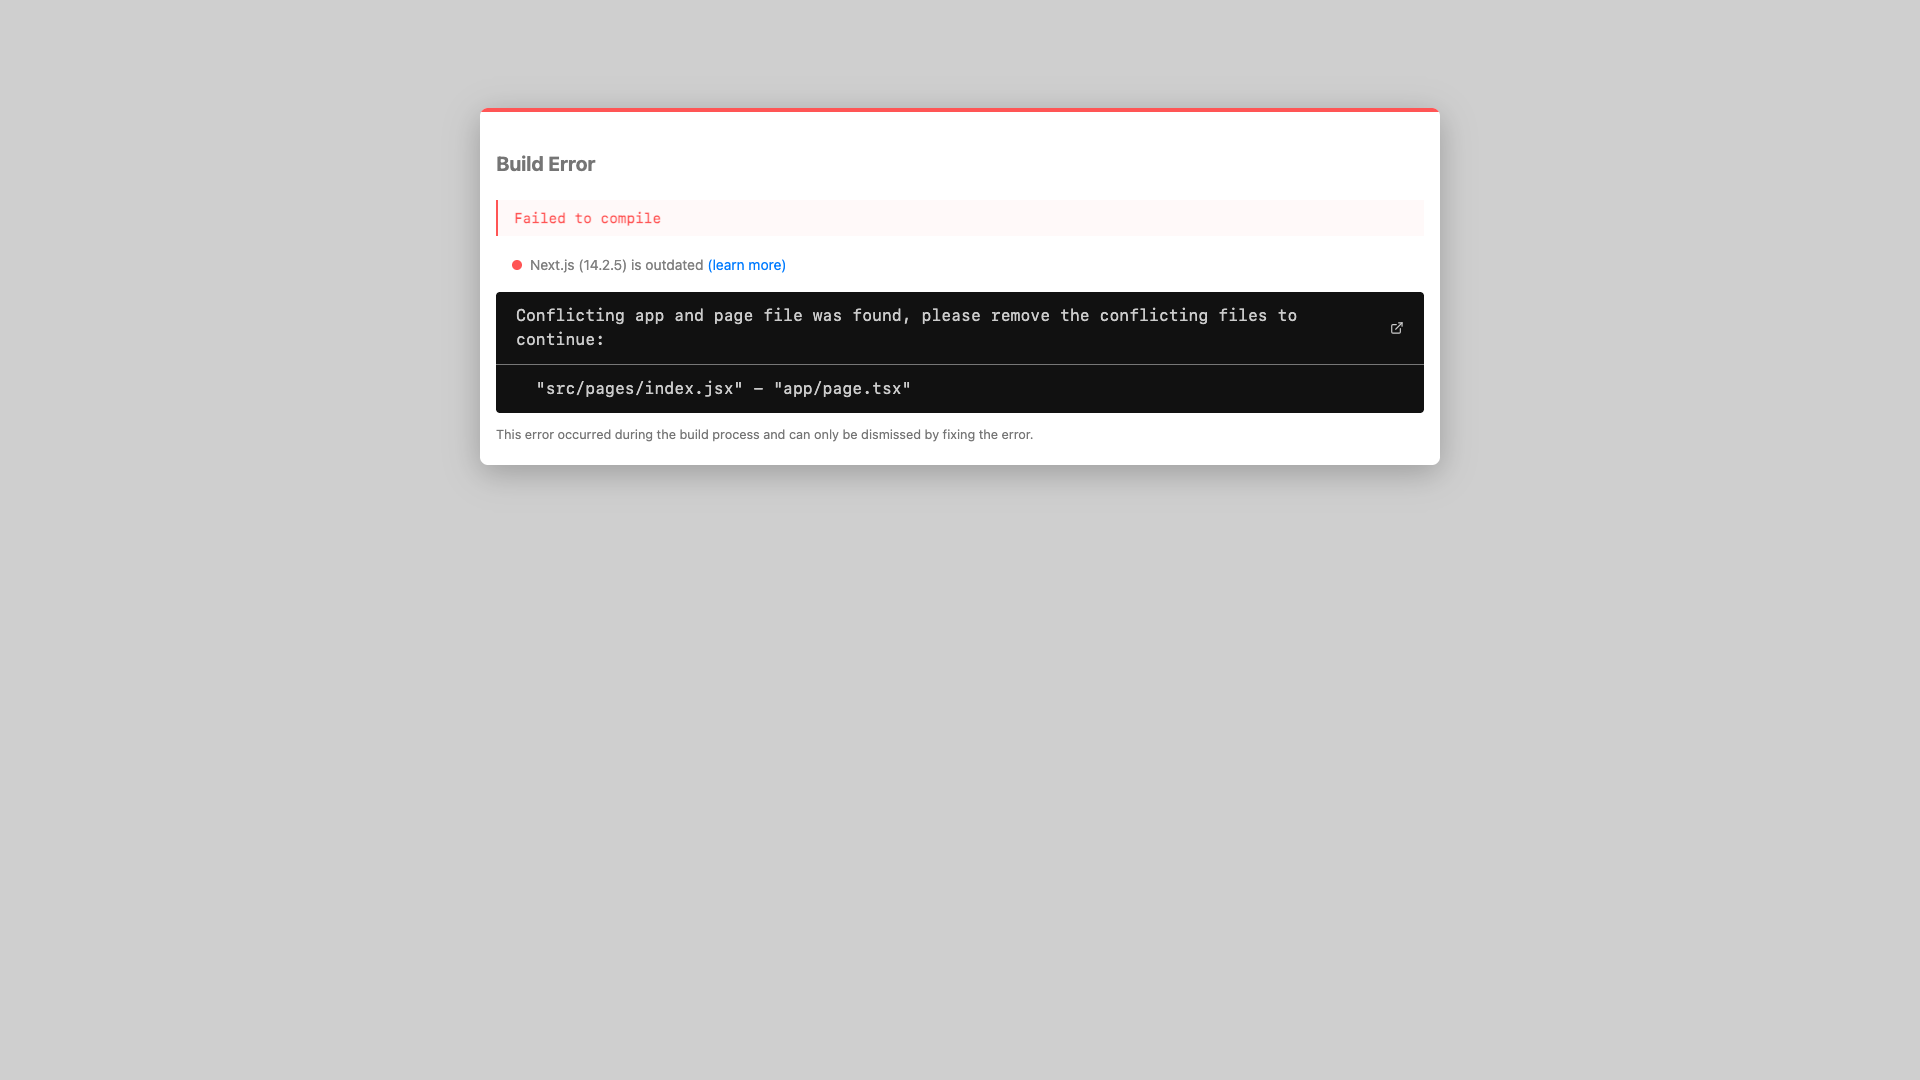 Build Error
Failed to compile
Next.js (14.2.5) is outdated (learn more)
Conflicting app and page file was found, please remove the conflicting files to
continue:
"src/pages/index.jsx" - "app/page.tsx"
This error occurred during the build process and can only be dismissed by fixing the error.